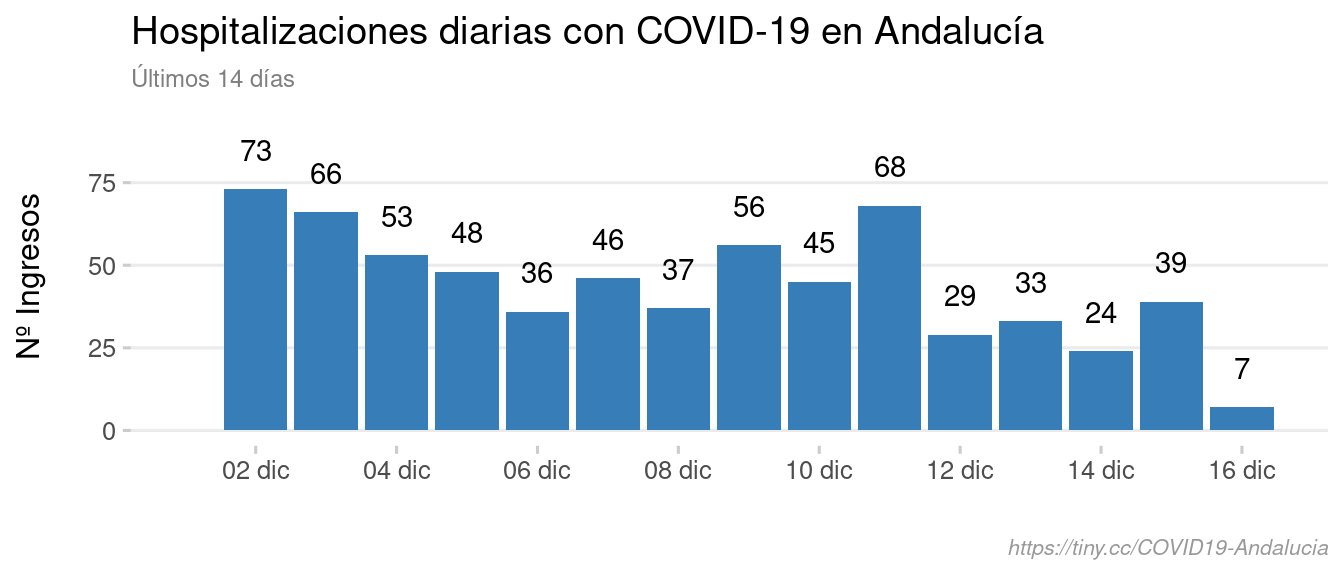 Hospitalizaciones diarias con COVID-19 en Andalucía
Últimos 14 días
Nº Ingresos
75
50
25
0
73
66
53
48
36
46
37
56
45
68
29
33
24
39
7
02 dic
04 dic
06 dic
08 dic
10 dic
12 dic
14 dic
16 dic
https://tiny.cc/COVID19-Andalucia